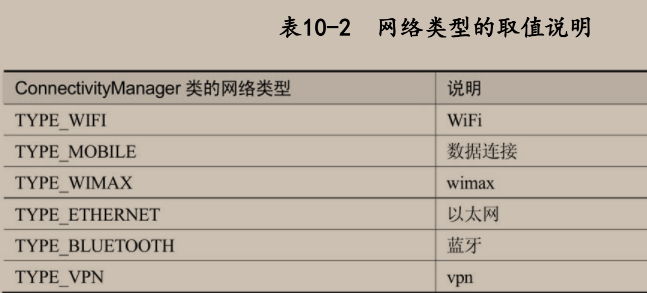 表10-2 网络类型的取值说明
ConnectivityManager 类的网络类型 说明
TYPE_WIFI WiFi
TYPE_MOBILE 数据连接
TYPE_WIMAX wimax
TYPE_ETHERNET 以太网
TYPE_BLUETOOTH 蓝牙
TYPE_VPN vpn